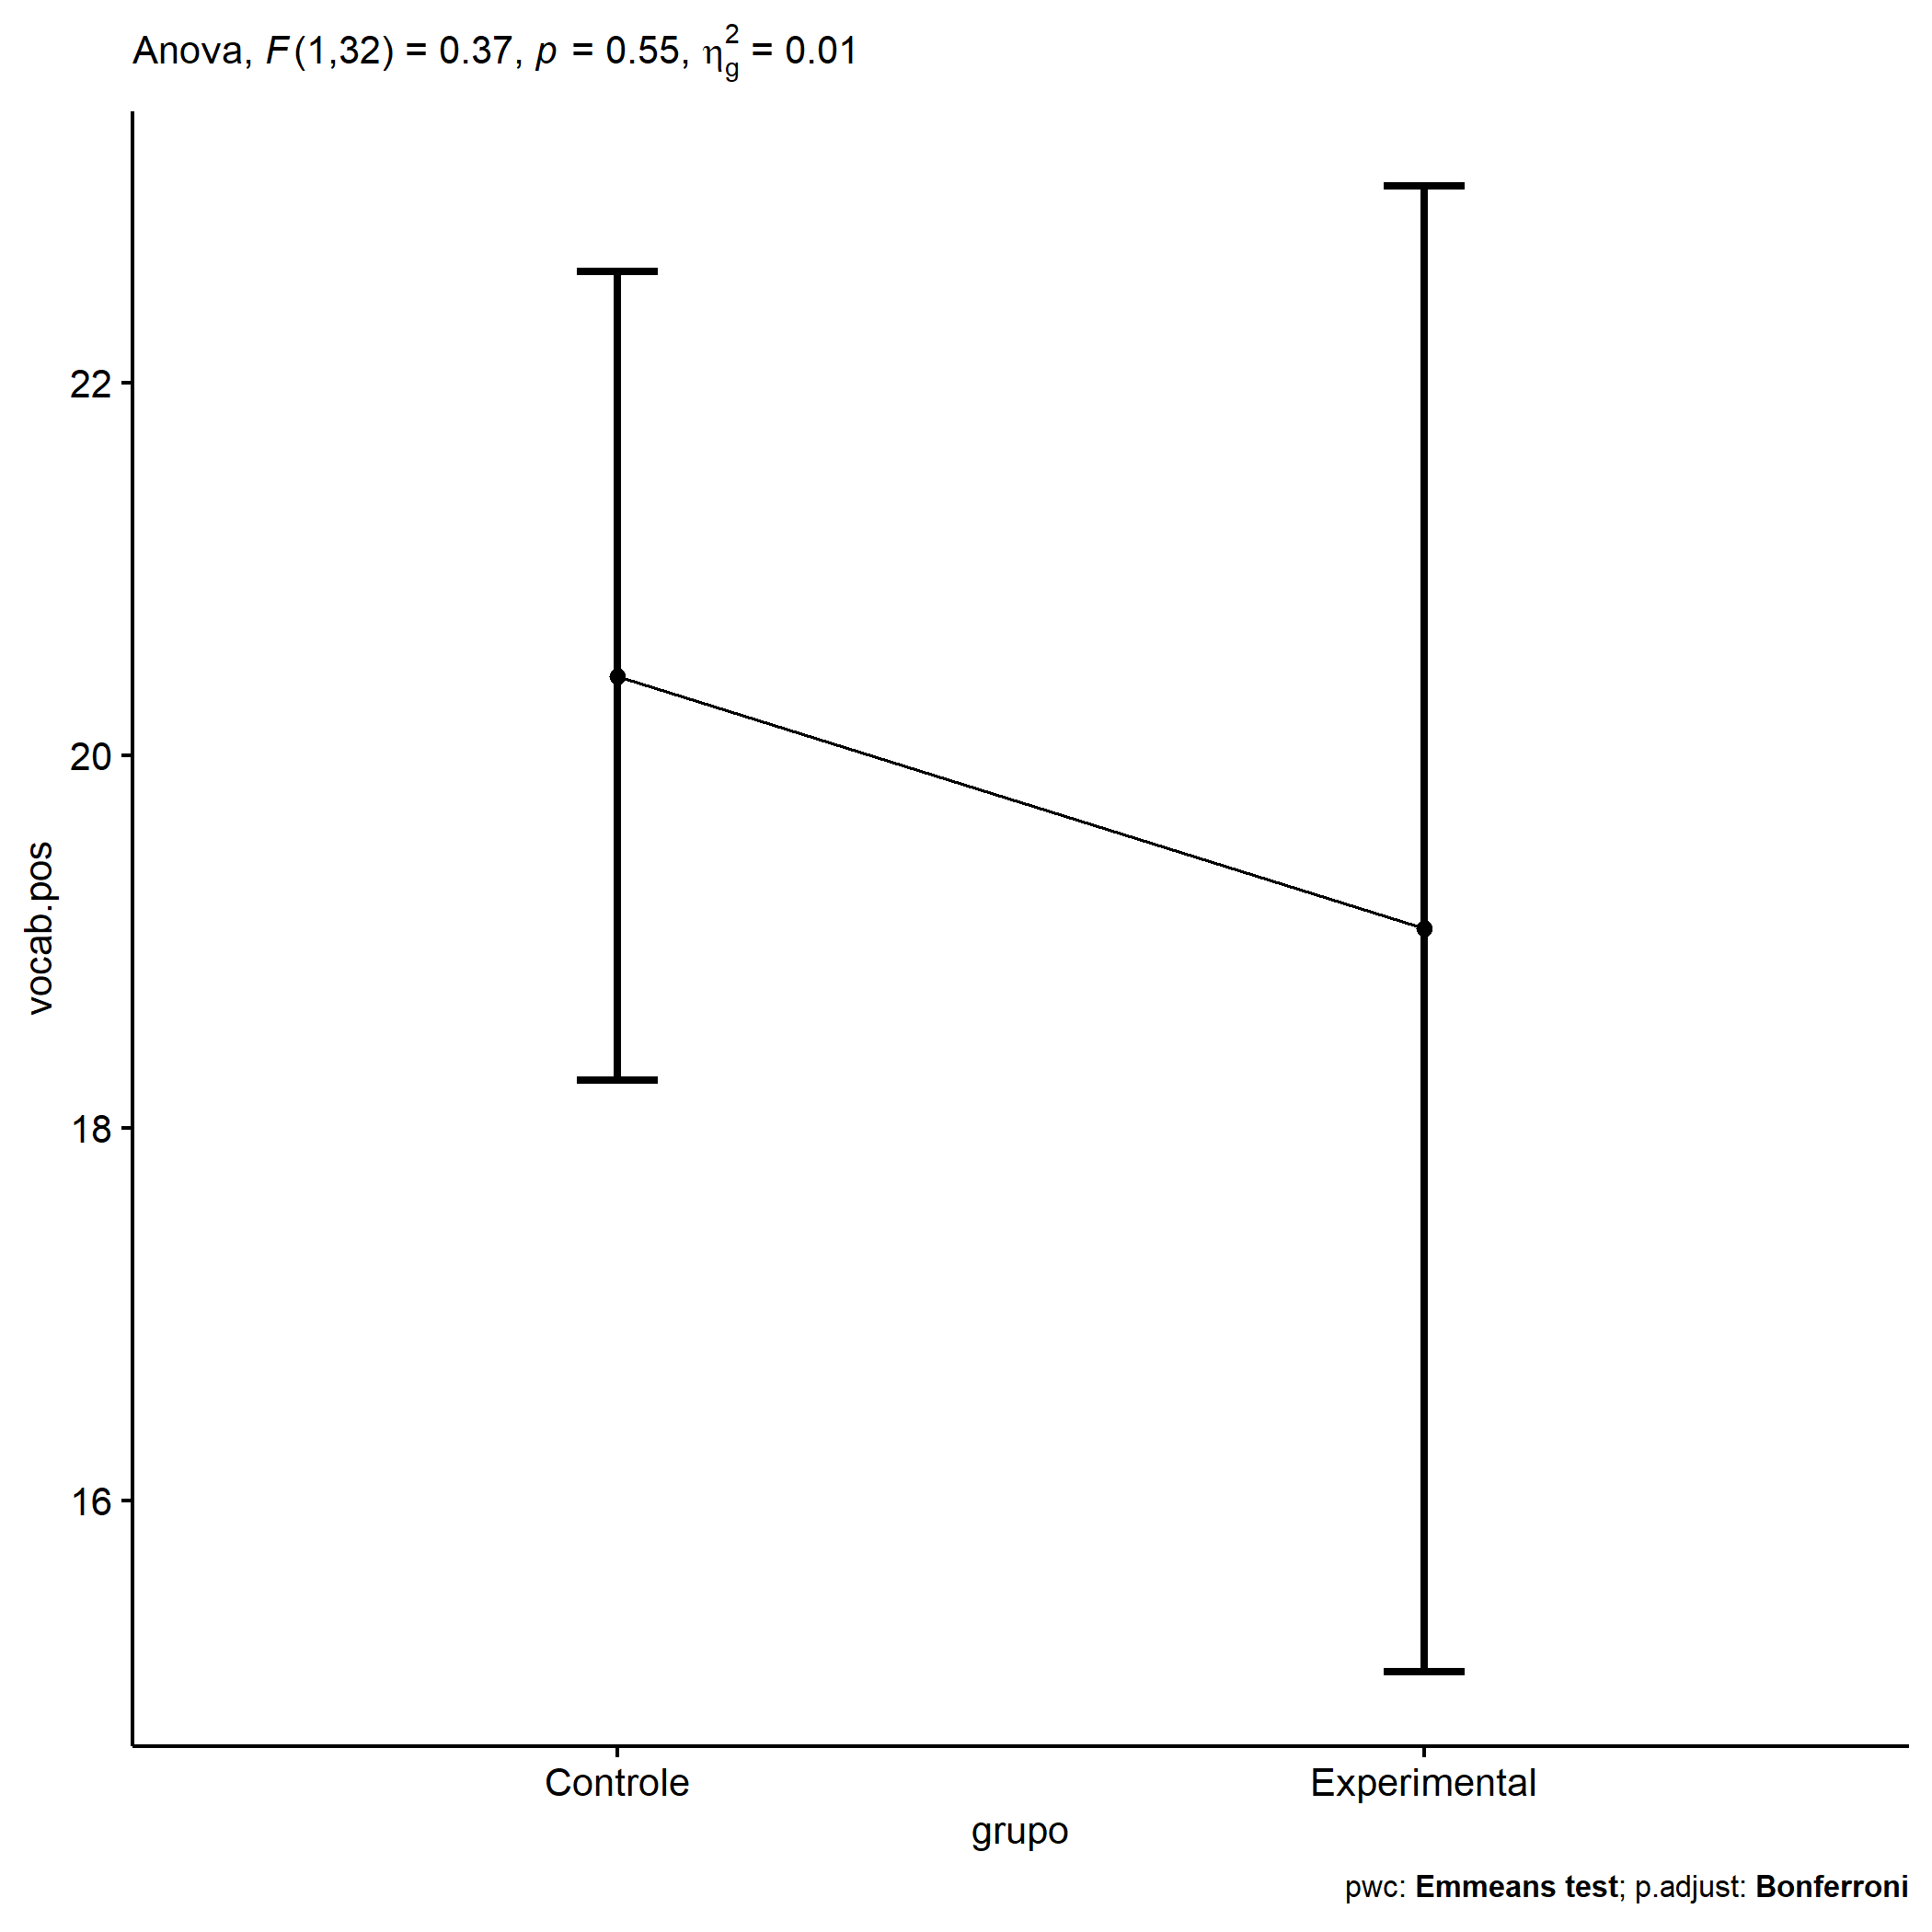 Anova, F(1,32) = 0.37, p = 0.55, η²g = 0.01
22
20
18
16
vocab.pos
Controle Experimental
grupo
pwc: Emmeans test; p.adjust: Bonferroni